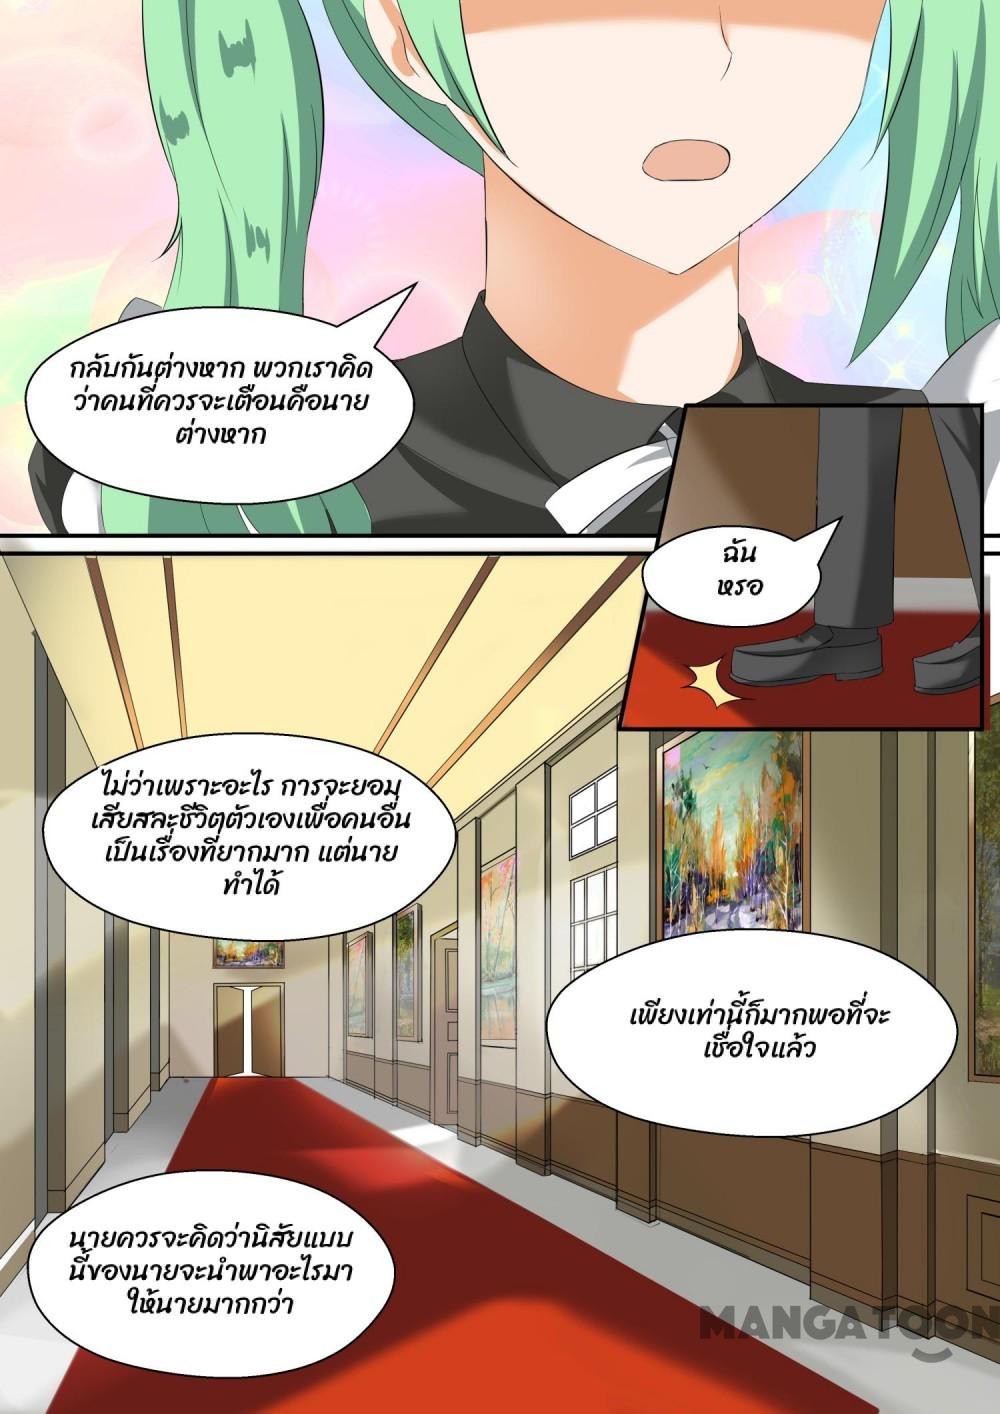 กลับกันต่างหาก พวกเราคิด
ว่าคนที่ควรจะเตือนคือนาย
ต่างหาก
ฉัน
หรอ
ไม่ว่าเพราะอะไร การจะยอม
เสียสละชีวิตตัวเองเพื่อคนอื่น
เป็นเรื่องที่ยากมาก แต่นาย
ทำได้
เพียงเท่านี้ก็มากพอที่จะ
เชื่อใจแล้ว
นายควรจะคิดว่านิสัยแบบ
นี้ของนายจะนำพาอะไรมา
ให้นายมากกว่า
MANGATOON